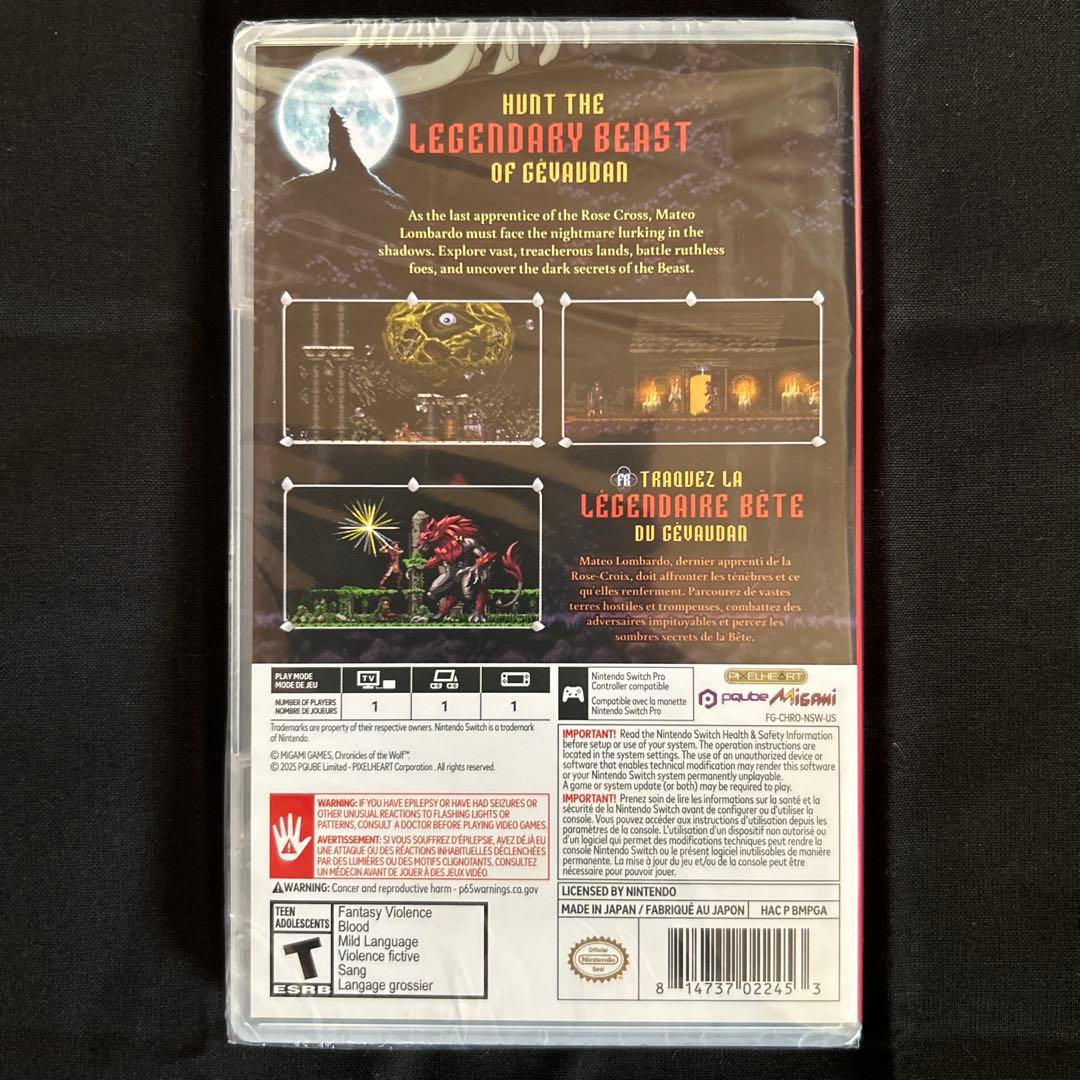 HUNT THE
LEGENDARY BEAST
OF GÉVAUDAN
As the last apprentice of the Rose Cross, Mateo
Lombardo must face the nightmare lurking in the
shadows. Explore vast, treacherous lands, battle ruthless
foes, and uncover the dark secrets of the Beast.
FR TRAQUEZ LA
LÉGENDAIRE BÊTE
DU GÉVAUDAN
Mateo Lombardo, dernier apprenti de la
Rose-Croix, doit affronter les ténèbres et ce
qu'elles renferment. Parcourez de vastes
terres hostiles et trompeuses, combattez des
adversaires impitoyables et percez les
sombres secrets de la Bête.
PLAY MODE
MODE DE JEU
TV
NUMBER OF PLAYERS
NOMBRE DE JOUEURS
1 1 1
Nintendo Switch Pro
Controller compatible
Compatible avec la manette
Nintendo Switch Pro
PIXELHEART
pqube MIGAMI
FG-CHRO-NSW-US
Trademarks are property of their respective owners. Nintendo Switch is a trademark
of Nintendo.
© MIGAMI GAMES, Chronicles of the Wolf™.
© 2025 PQUBE Limited - PIXELHEART Corporation. All rights reserved.
WARNING: IF YOU HAVE EPILEPSY OR HAVE HAD SEIZURES OR
OTHER UNUSUAL REACTIONS TO FLASHING LIGHTS OR
PATTERNS, CONSULT A DOCTOR BEFORE PLAYING VIDEO GAMES.
AVERTISSEMENT: SI VOUS SOUFFREZ D'ÉPILEPSIE, AVEZ DÉJÀ EU
UNE ATTAQUE OU DES RÉACTIONS INHABITUELLES DÉCLENCHÉES
PAR DES LUMIÈRES OU DES MOTIFS CLIGNOTANTS, CONSULTEZ
UN MÉDECIN AVANT DE JOUER À DES JEUX VIDÉO.
WARNING: Cancer and reproductive harm - p65warnings.ca.gov
TEEN
ADOLESCENTS
T
ESRB
Fantasy Violence
Blood
Mild Language
Violence fictive
Sang
Langage grossier
IMPORTANT! Read the Nintendo Switch Health & Safety Information
before setup or use of your system. The operation instructions are
located in the system settings. The use of an unauthorized device or
software that enables technical modification may render this software
or your Nintendo Switch system permanently unplayable.
A game or system update (or both) may be required to play.
IMPORTANT! Prenez soin de lire les informations sur la santé et la
sécurité de la Nintendo Switch avant de configurer ou d'utiliser la
console. Vous pouvez accéder aux instructions d'utilisation depuis les
paramètres de la console. L'utilisation d'un dispositif non autorisé ou
d'un logiciel qui permet des modifications techniques peut rendre la
console Nintendo Switch ou le présent logiciel inutilisables de manière
permanente. La mise à jour du jeu et/ou de la console peut être
nécessaire pour pouvoir jouer.
LICENSED BY NINTENDO
MADE IN JAPAN / FABRIQUÉ AU JAPON HAC P BMPGA
Official
Nintendo
Seal
8 14737 02245 3